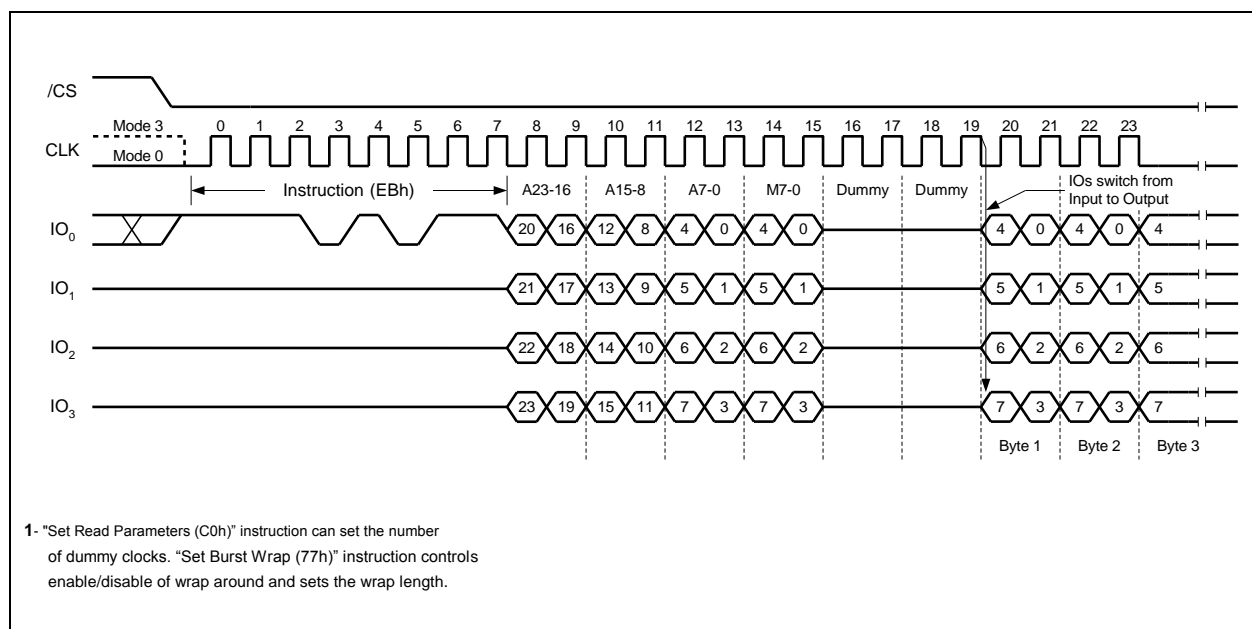 /CS
Mode 3
0 1 2 3 4 5 6 7 8 9 10 11 12 13 14 15 16 17 18 19 20 21 22 23
CLK
Mode 0
Instruction (EBh)
A23-16 A15-8 A7-0 M7-0 Dummy Dummy
IOs switch from
Input to Output
IO0 20 16 12 8 4 0 4 0 4 0 4 0 4
IO1 21 17 13 9 5 1 5 1 5 1 5 1 5
IO2 22 18 14 10 6 2 6 2 6 2 6 2 6
IO3 23 19 15 11 7 3 7 3 7 3 7 3 7
Byte 1 Byte 2 Byte 3
1- "Set Read Parameters (C0h)” instruction can set the number
of dummy clocks. “Set Burst Wrap (77h)” instruction controls
enable/disable of wrap around and sets the wrap length.